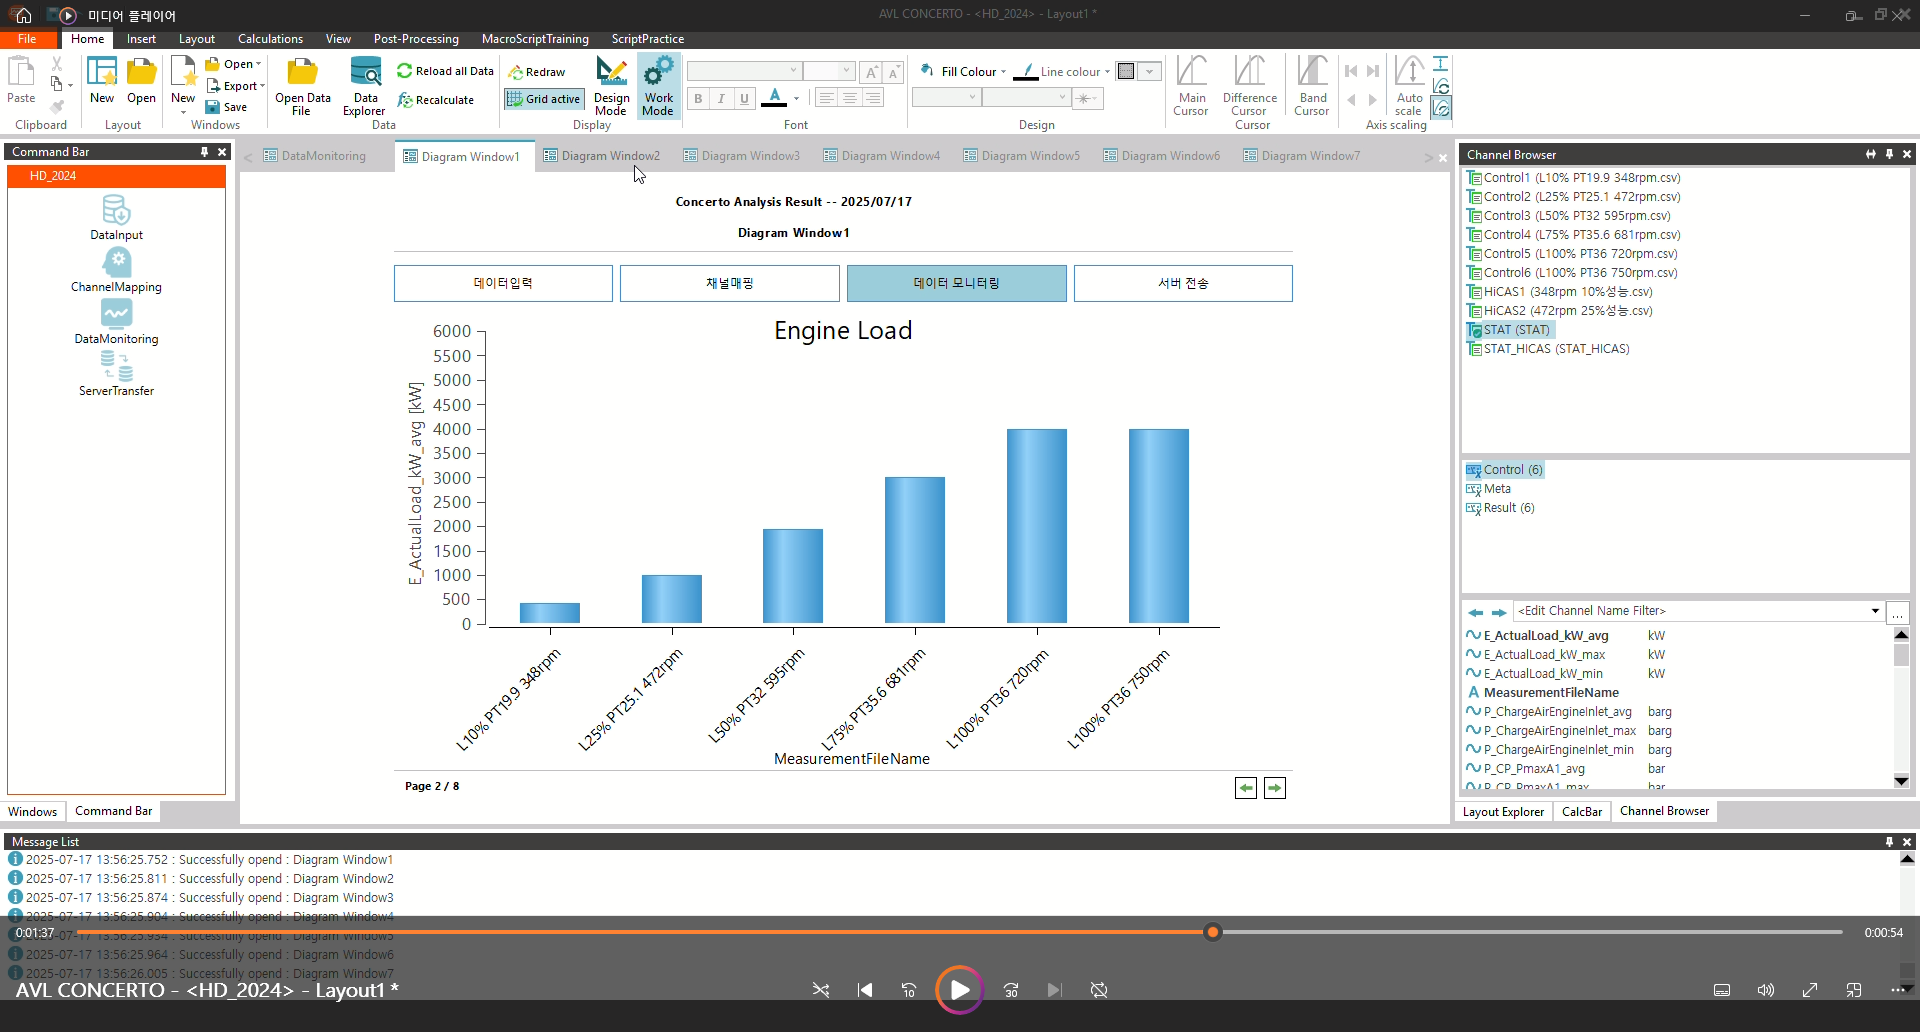 미디어 플레이어
AVL CONCERTO - <HD_2024> - Layout1 *
File Home Insert Layout Calculations View Post-Processing MacroScriptTraining ScriptPractice
Paste
Clipboard
New Open
Layout
New Open Export Save
Windows
Open Data File
Data Explorer
Reload all Data
Recalculate
Data
Redraw
Grid active
Design Mode
Work Mode
Display
B I U A
Font
Fill Colour Line colour
Design
Main Cursor
Difference Cursor
Band Cursor
Cursor
Auto scale
Axis scaling
Command Bar
HD_2024
DataInput
ChannelMapping
DataMonitoring
ServerTransfer
Windows Command Bar
DataMonitoring Diagram Window1 Diagram Window2 Diagram Window3 Diagram Window4 Diagram Window5 Diagram Window6 Diagram Window7
Concerto Analysis Result -- 2025/07/17
Diagram Window1
데이터입력 채널매핑 데이터 모니터링 서버 전송
Engine Load
E_ActualLoad_kW_avg [kW]
6000
5500
5000
4500
4000
3500
3000
2500
2000
1500
1000
500
0
L10% PT19.9 348rpm
L25% PT25.1 472rpm
L50% PT32 595rpm
L75% PT35.6 681rpm
L100% PT36 720rpm
L100% PT36 750rpm
MeasurementFileName
Page 2 / 8
Channel Browser
Control1 (L10% PT19.9 348rpm.csv)
Control2 (L25% PT25.1 472rpm.csv)
Control3 (L50% PT32 595rpm.csv)
Control4 (L75% PT35.6 681rpm.csv)
Control5 (L100% PT36 720rpm.csv)
Control6 (L100% PT36 750rpm.csv)
HiCAS1 (348rpm 10%성능.csv)
HiCAS2 (472rpm 25%성능.csv)
STAT (STAT)
STAT_HICAS (STAT_HICAS)
Control (6)
Meta
Result (6)
<Edit Channel Name Filter>
...
E_ActualLoad_kW_avg kW
E_ActualLoad_kW_max kW
E_ActualLoad_kW_min kW
MeasurementFileName
P_ChargeAirEngineInlet_avg barg
P_ChargeAirEngineInlet_max barg
P_ChargeAirEngineInlet_min barg
P_CP_PmaxA1_avg bar
P_CP_PmaxA1_max bar
Layout Explorer CalcBar Channel Browser
Message List
2025-07-17 13:56:25.752 : Successfully opend : Diagram Window1
2025-07-17 13:56:25.811 : Successfully opend : Diagram Window2
2025-07-17 13:56:25.874 : Successfully opend : Diagram Window3
2025-07-17 13:56:25.904 : Successfully opend : Diagram Window4
0:01:37 0:00:54
2025-07-17 13:56:25.934 : Successfully opend : Diagram Window5
2025-07-17 13:56:25.964 : Successfully opend : Diagram Window6
2025-07-17 13:56:26.005 : Successfully opend : Diagram Window7
AVL CONCERTO - <HD_2024> - Layout1 *
10 30